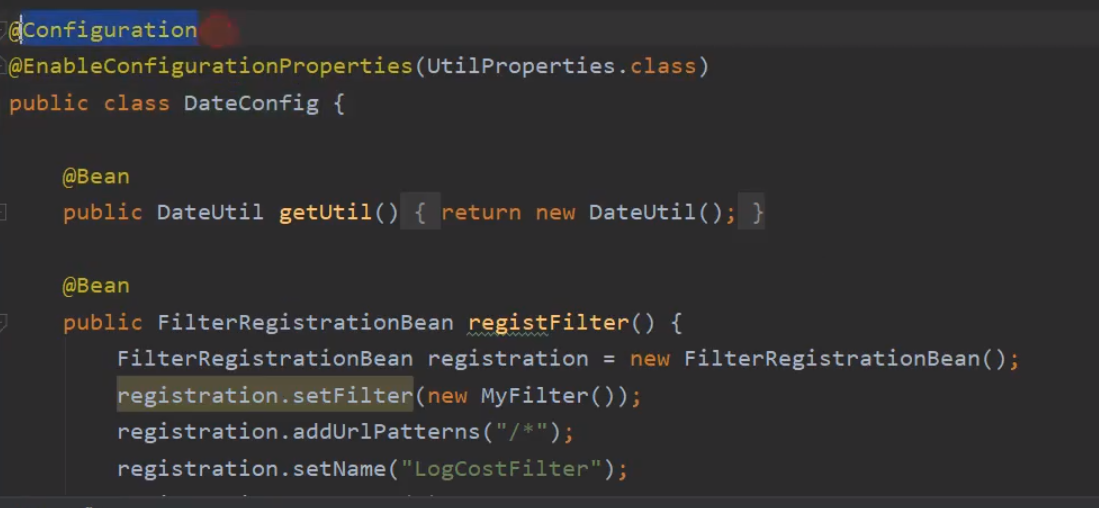 @Configuration
@EnableConfigurationProperties(UtilProperties.class)
public class DateConfig {
@Bean
public DateUtil getUtil() { return new DateUtil(); }
@Bean
public FilterRegistrationBean registFilter() {
FilterRegistrationBean registration = new FilterRegistrationBean();
registration.setFilter(new MyFilter());
registration.addUrlPatterns("/*");
registration.setName("LogCostFilter");